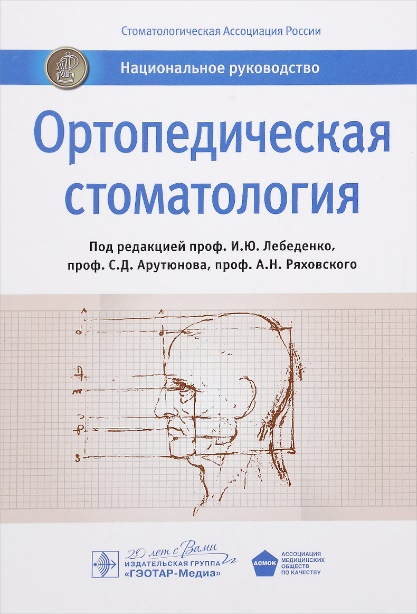 Стоматологическая Ассоциация России
Национальное руководство
Ортопедическая
стоматология
Под редакцией проф. И.Ю. Лебеденко,
проф. С.Д. Арутюнова, проф. А.Н. Ряховского
20 лет с Вами
ИЗДАТЕЛЬСКАЯ ГРУППА
«ГЭОТАР-Медиа»
АСМОК
АССОЦИАЦИЯ
МЕДИЦИНСКИХ
ОБЩЕСТВ
ПО КАЧЕСТВУ